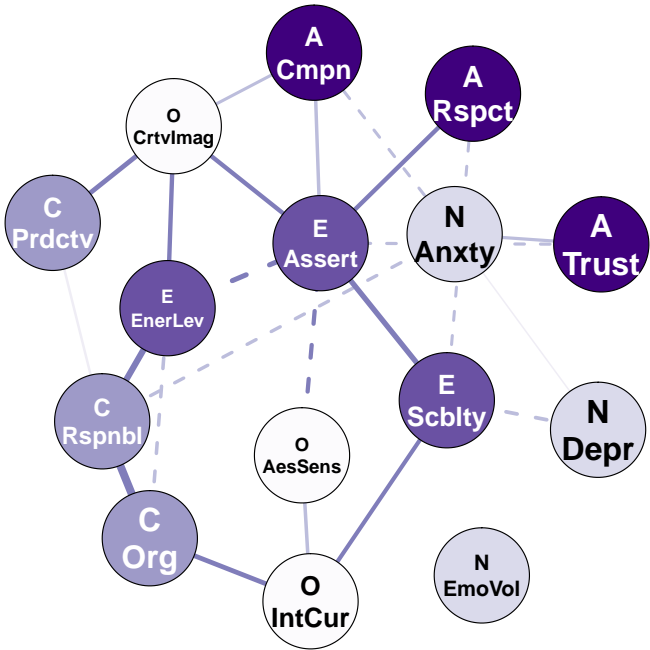 A
Cmpn
A
Rspct
O
CrtvImag
C
Prdctv
E
Assert
N
Anxty
A
Trust
E
EnerLev
C
Rspnbl
E
Scblty
N
Depr
O
AesSens
C
Org
O
IntCur
N
EmoVol